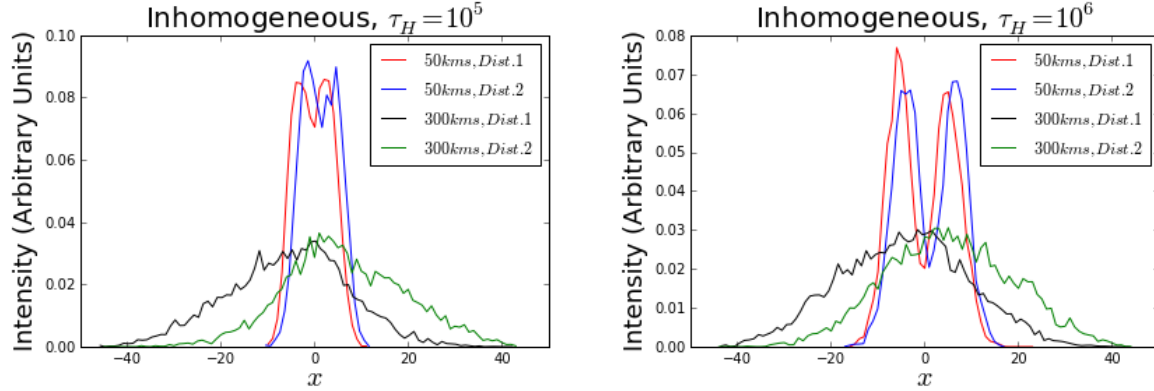 Inhomogeneous, τ_H=10^5
Intensity (Arbitrary Units)
0.10
0.08
0.06
0.04
0.02
0.00
50kms,Dist.1
50kms,Dist.2
300kms,Dist.1
300kms,Dist.2
−40 −20 0 20 40
x
Inhomogeneous, τ_H=10^6
Intensity (Arbitrary Units)
0.08
0.07
0.06
0.05
0.04
0.03
0.02
0.01
0.00
50kms,Dist.1
50kms,Dist.2
300kms,Dist.1
300kms,Dist.2
−40 −20 0 20 40
x